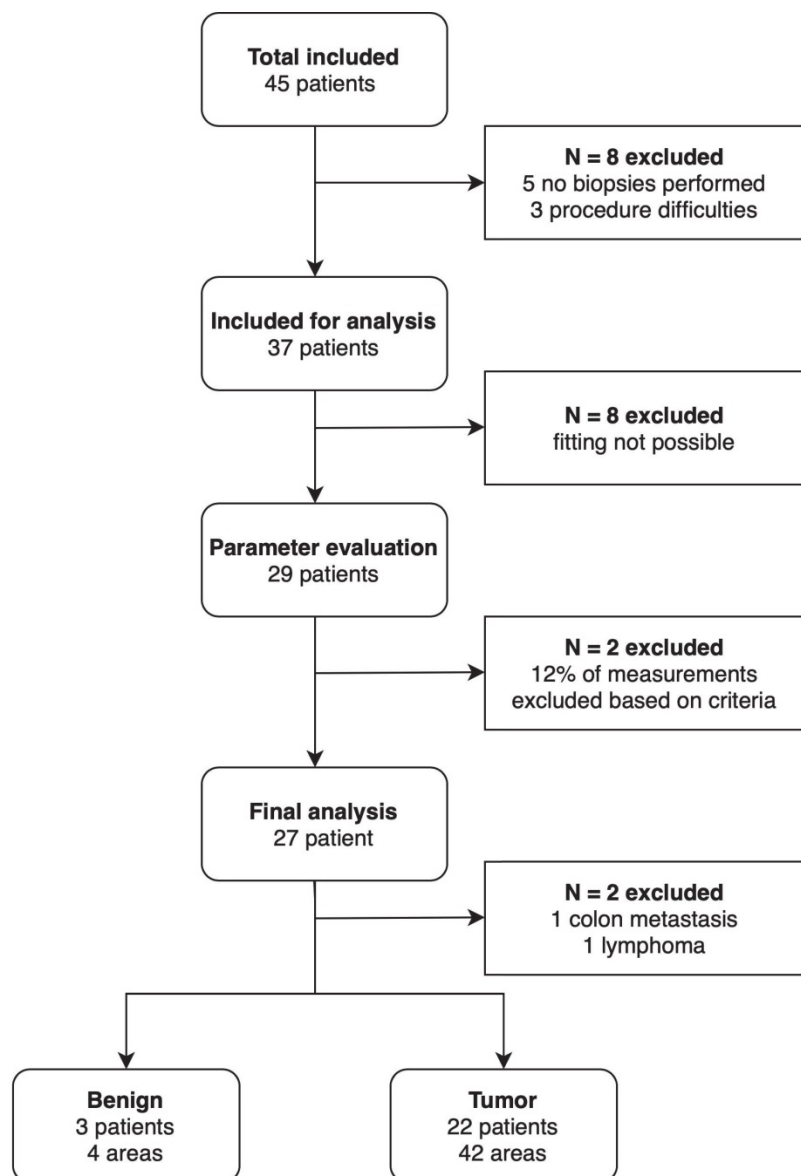 Total included
45 patients
N = 8 excluded
5 no biopsies performed
3 procedure difficulties
Included for analysis
37 patients
N = 8 excluded
fitting not possible
Parameter evaluation
29 patients
N = 2 excluded
12% of measurements
excluded based on criteria
Final analysis
27 patient
N = 2 excluded
1 colon metastasis
1 lymphoma
Benign
3 patients
4 areas
Tumor
22 patients
42 areas